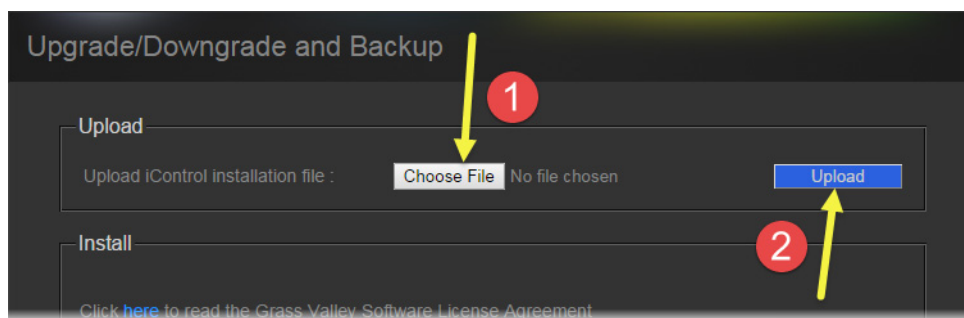 Upgrade/Downgrade and Backup
1
Upload
Upload iControl installation file :
Choose File No file chosen
Upload
Install
2
Click here to read the Grass Valley Software License Agreement